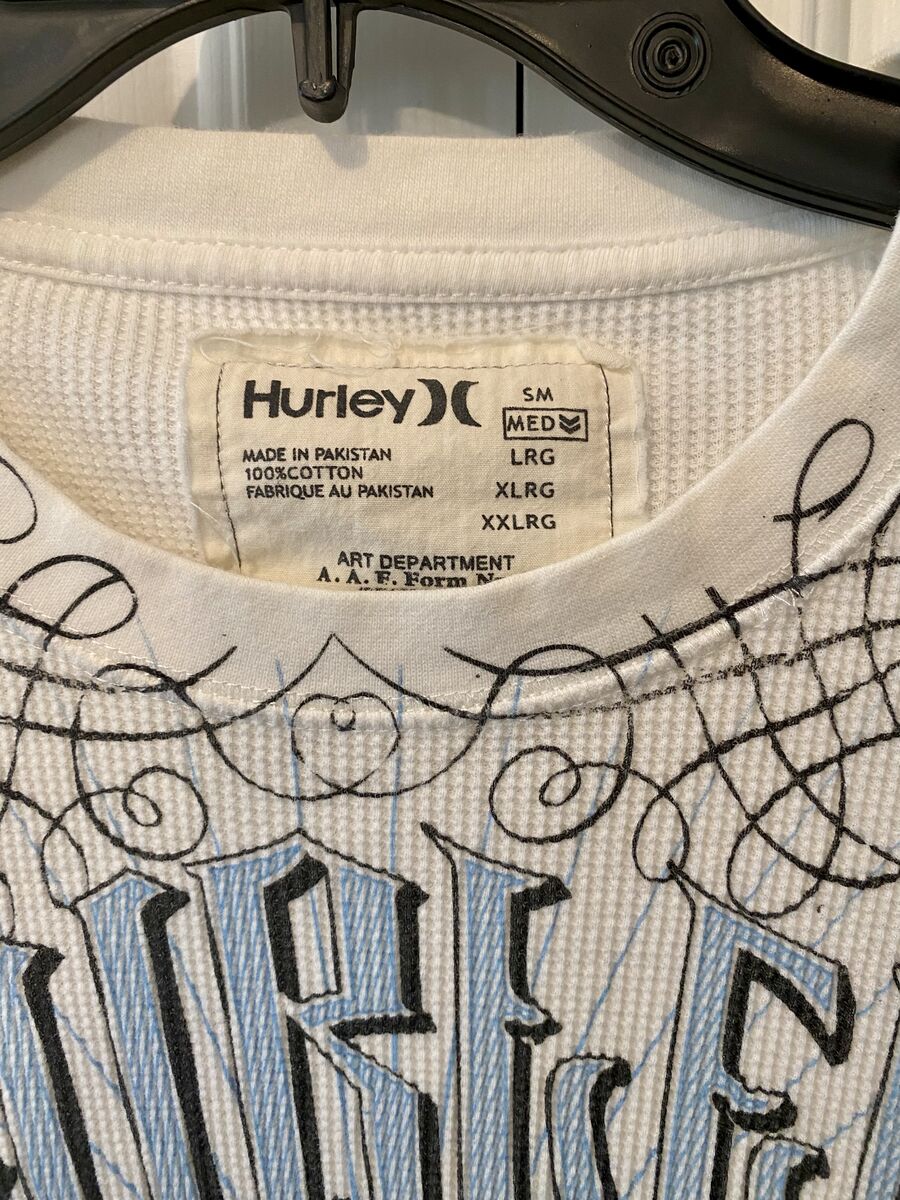 Hurley
SM
MED
LRG
XLRG
XXLRG
MADE IN PAKISTAN
100%COTTON
FABRIQUE AU PAKISTAN
ART DEPARTMENT
A. A. F. Form